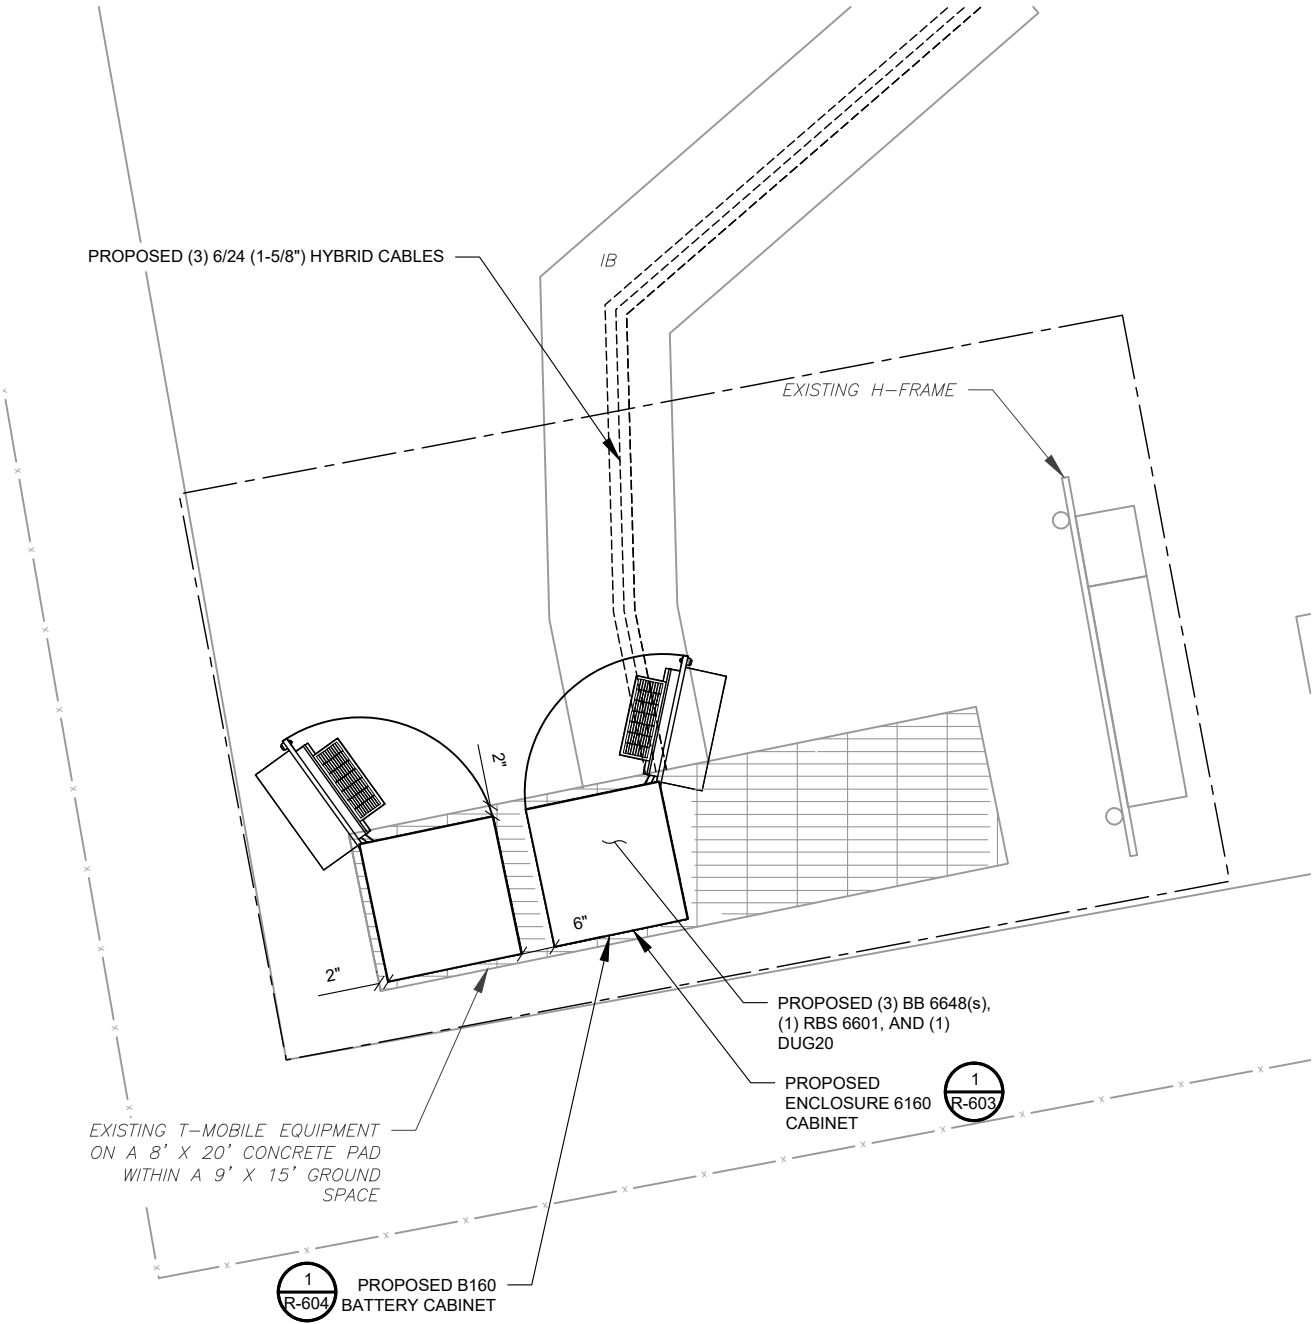 PROPOSED (3) 6/24 (1-5/8") HYBRID CABLES
IB
EXISTING H-FRAME
2"
6"
2"
PROPOSED (3) BB 6648(s),
(1) RBS 6601, AND (1)
DUG20
PROPOSED
ENCLOSURE 6160
CABINET
1
R-603
EXISTING T-MOBILE EQUIPMENT
ON A 8' X 20' CONCRETE PAD
WITHIN A 9' X 15' GROUND
SPACE
1
R-604
PROPOSED B160
BATTERY CABINET